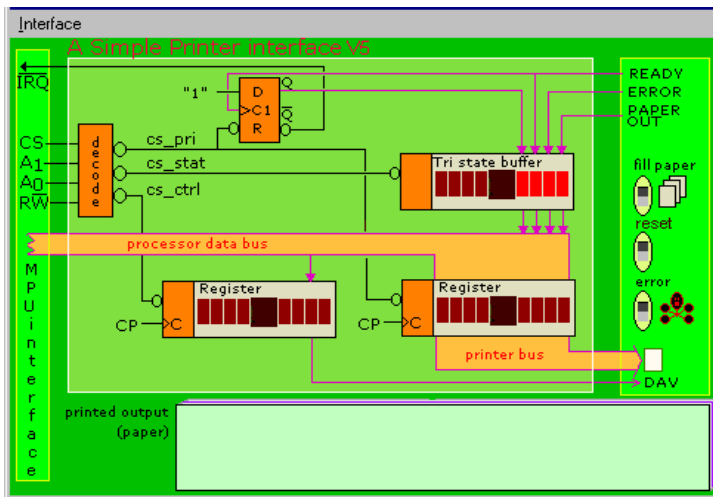 Interface
A Simple Printer interface V5
IRQ
"1"
D
Q
C1
Q
R
READY
ERROR
PAPER
OUT
CS
A1
A0
RW
decode
cs_pri
cs_stat
cs_ctrl
Tri state buffer
fill paper
reset
error
processor data bus
MPUinterface
Register
CP
C
Register
CP
C
printer bus
DAV
printed output
(paper)